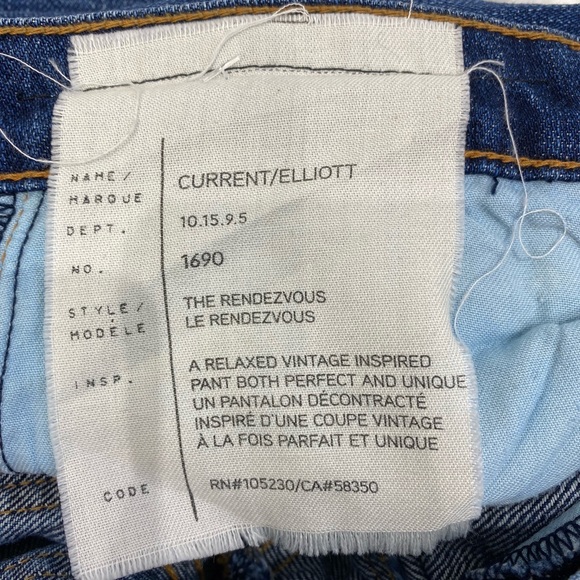 NAME/ CURRENT/ELLIOTT
MARQUE
DEPT. 10.15.9.5
NO. 1690
STYLE/ THE RENDEZVOUS
MODÈLE LE RENDEZVOUS
INSP. A RELAXED VINTAGE INSPIRED
PANT BOTH PERFECT AND UNIQUE
UN PANTALON DÉCONTRACTÉ
INSPIRÉ D'UNE COUPE VINTAGE
À LA FOIS PARFAIT ET UNIQUE
CODE RN#105230/CA#58350